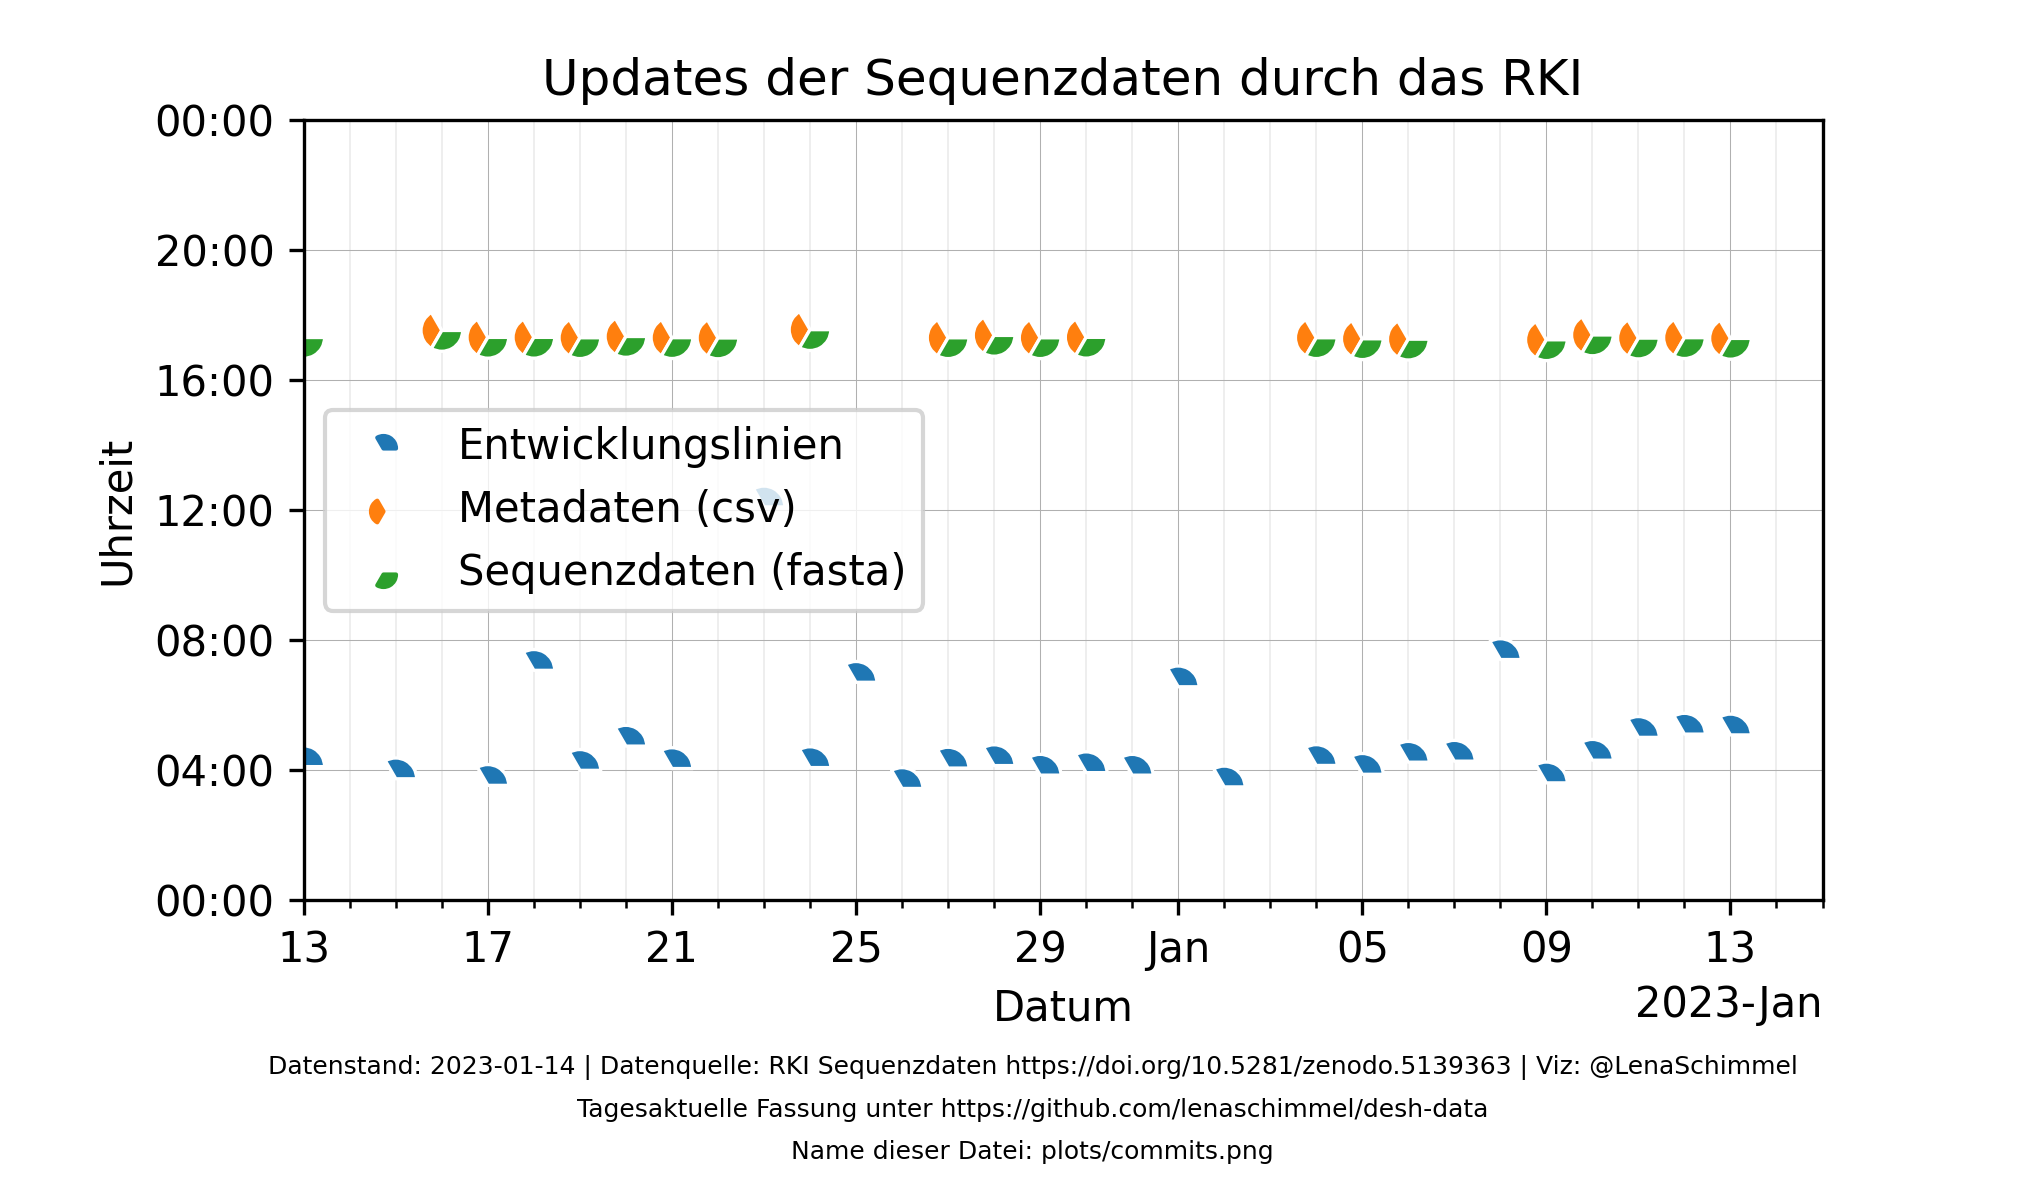 Updates der Sequenzdaten durch das RKI
00:00
20:00
16:00
12:00
08:00
04:00
00:00
Uhrzeit
Entwicklungslinien
Metadaten (csv)
Sequenzdaten (fasta)
13 17 21 25 29 Jan 05 09 13
Datum
2023-Jan
Datenstand: 2023-01-14 | Datenquelle: RKI Sequenzdaten https://doi.org/10.5281/zenodo.5139363 | Viz: @LenaSchimmel
Tagesaktuelle Fassung unter https://github.com/lenaschimmel/desh-data
Name dieser Datei: plots/commits.png